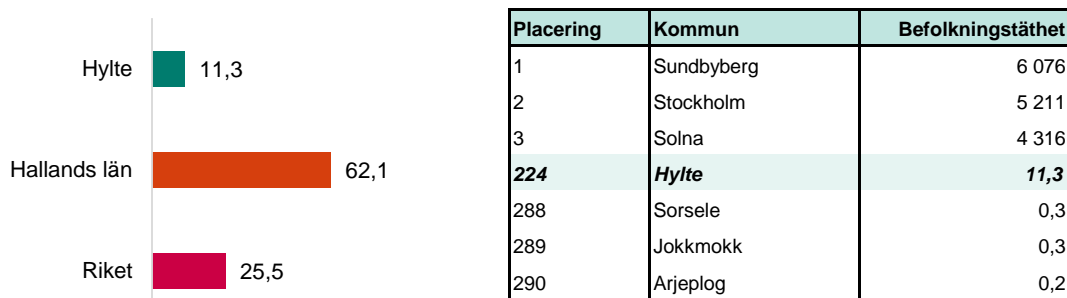 Hylte 11,3
Hallands län 62,1
Riket 25,5
Placering Kommun Befolkningstäthet
1 Sundbyberg 6 076
2 Stockholm 5 211
3 Solna 4 316
224 Hylte 11,3
288 Sorsele 0,3
289 Jokkmokk 0,3
290 Arjeplog 0,2